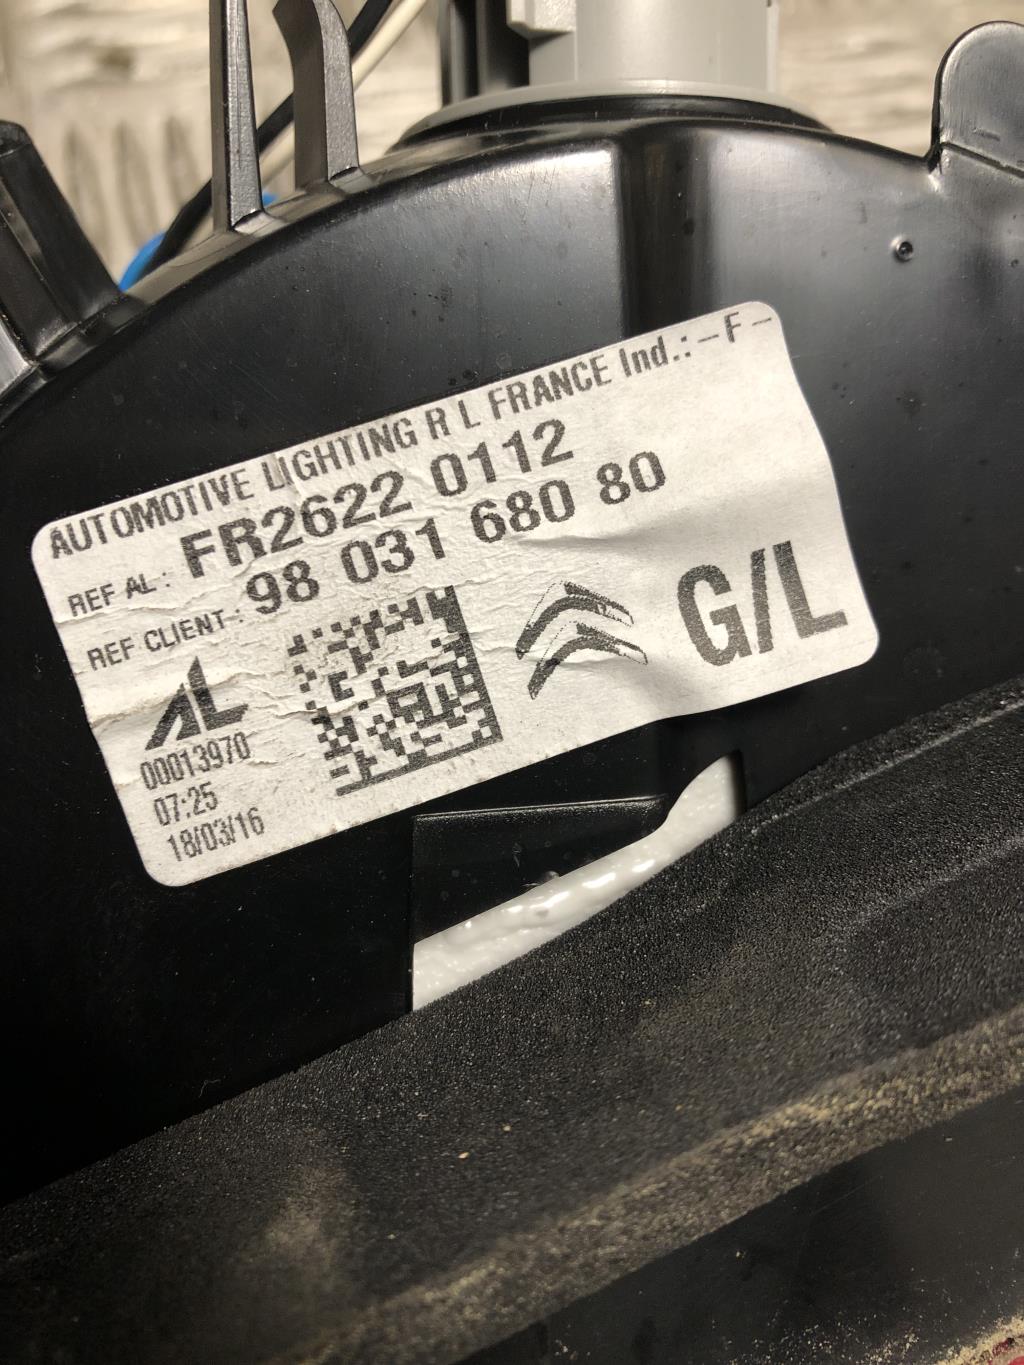 AUTOMOTIVE LIGHTING R L FRANCE Ind.: - F -
REF AL : FR2622 0112
REF CLIENT : 98 031 680 80
AL
G/L
00013970
07:25
18/03/16